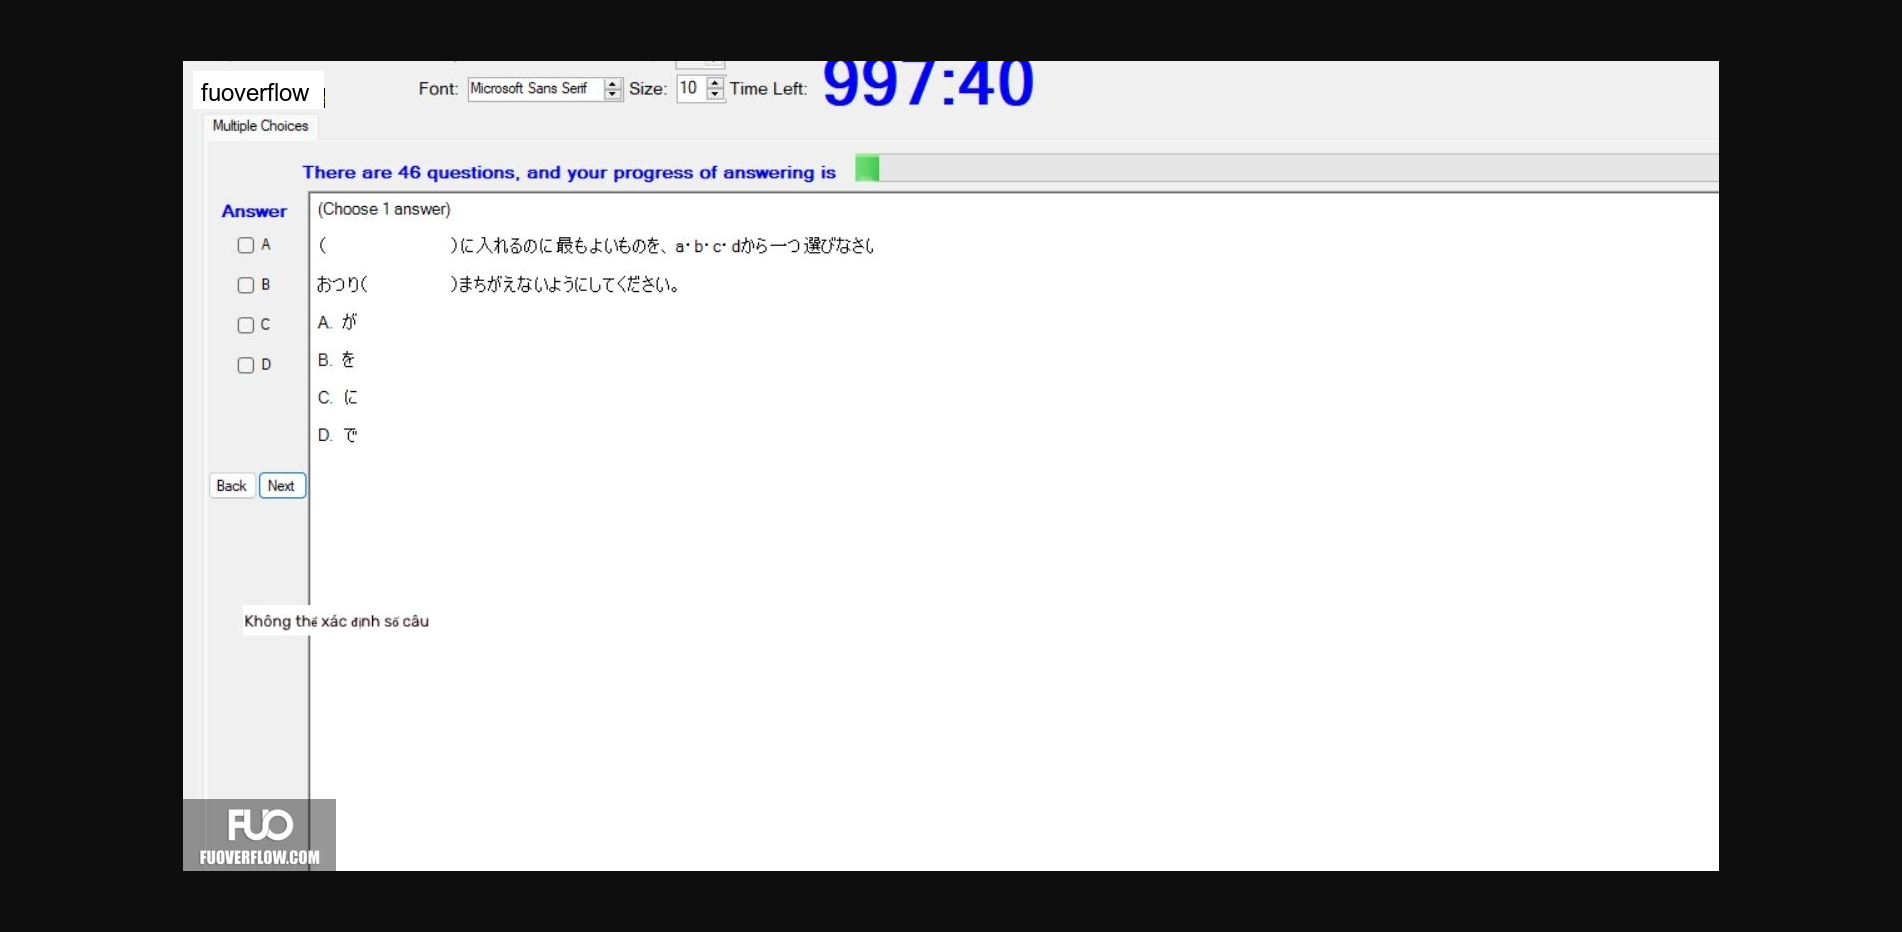 fuoverflow
Font: Microsoft Sans Serif Size: 10 Time Left: 997:40
Multiple Choices
There are 46 questions, and your progress of answering is
Answer
(Choose 1 answer)
A
( )に入れるのに最もよいものを、a・b・c・dから一つ選びなさい
B
おつり( )まちがえないようにしてください。
C
A. が
D
B. を
C. に
D. で
Back Next
Không thể xác định số câu
FUO
FUOVERFLOW.COM